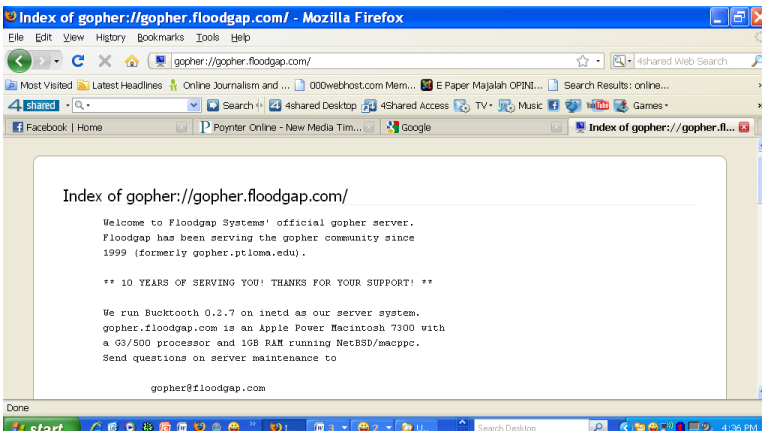 Index of gopher://gopher.floodgap.com/ - Mozilla Firefox
File Edit View History Bookmarks Tools Help
gopher://gopher.floodgap.com/ 4shared Web Search
Most Visited Latest Headlines Online Journalism and ... 000webhost.com Mem... E Paper Majalah OPINI... Search Results: online...
4 shared Search 4shared Desktop 4Shared Access TV Music Games
Facebook | Home Poynter Online - New Media Tim... Google Index of gopher://gopher.fl...
Index of gopher://gopher.floodgap.com/
Welcome to Floodgap Systems' official gopher server.
Floodgap has been serving the gopher community since
1999 (formerly gopher.ptloma.edu).
** 10 YEARS OF SERVING YOU! THANKS FOR YOUR SUPPORT! **
We run Bucktooth 0.2.7 on inetd as our server system.
gopher.floodgap.com is an Apple Power Macintosh 7300 with
a G3/500 processor and 1GB RAM running NetBSD/macppc.
Send questions on server maintenance to
gopher@floodgap.com
Done
start 3 2 U... Search Desktop 4:36 PM